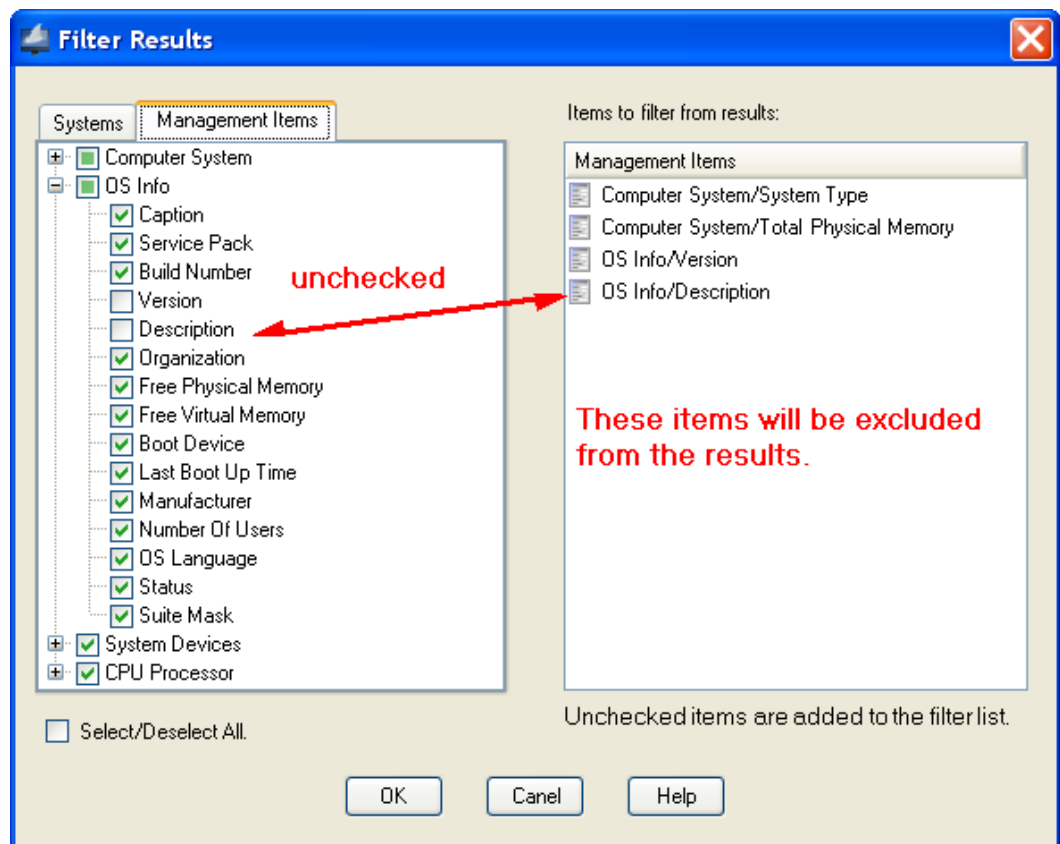 Filter Results
Systems
Management Items
Computer System
OS Info
Caption
Service Pack
Build Number
Version
Description
Organization
Free Physical Memory
Free Virtual Memory
Boot Device
Last Boot Up Time
Manufacturer
Number Of Users
OS Language
Status
Suite Mask
System Devices
CPU Processor
Select/Deselect All.
unchecked
Items to filter from results:
Management Items
Computer System/System Type
Computer System/Total Physical Memory
OS Info/Version
OS Info/Description
These items will be excluded
from the results.
Unchecked items are added to the filter list.
OK
Canel
Help